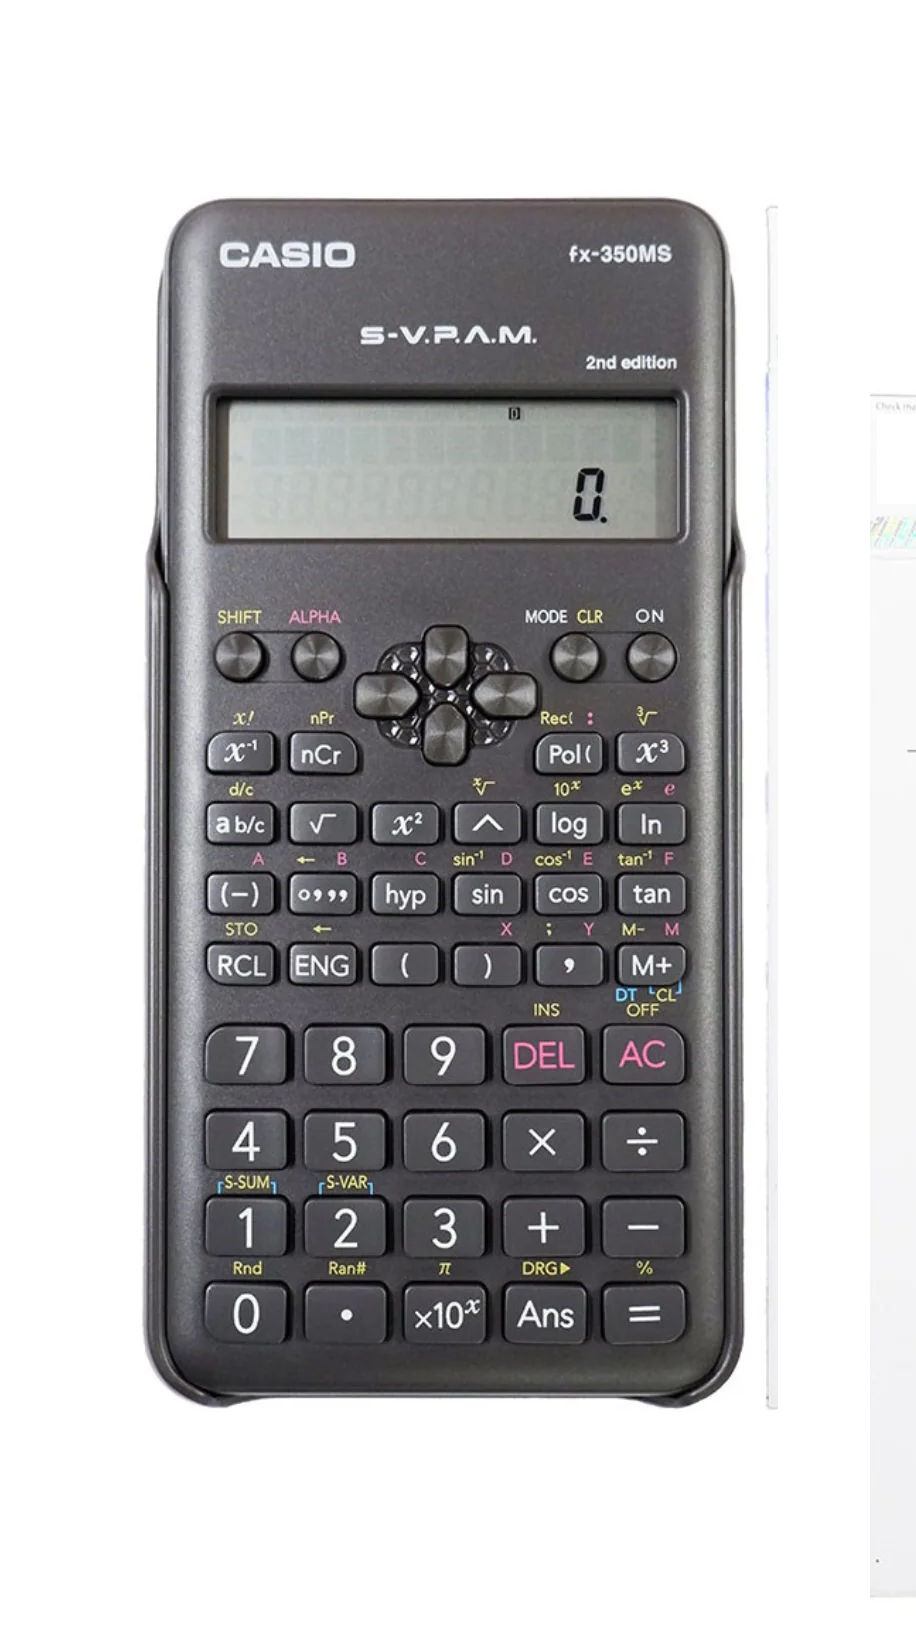 CASIO fx-350MS
S-V.P.A.M.
2nd edition
D
0.
SHIFT ALPHA MODE CLR ON
x! nPr Rec( : ³√
x⁻¹ nCr Pol( x³
d/c ˣ√ 10ˣ eˣ e
a b/c √ x² ^ log ln
A ← B C sin⁻¹ D cos⁻¹ E tan⁻¹ F
(−) o,,, hyp sin cos tan
STO ← X ; Y M− M
RCL ENG ( ) , M+
DT CL
INS OFF
7 8 9 DEL AC
4 5 6 × ÷
S-SUM S-VAR
1 2 3 + −
Rnd Ran# π DRG▶ %
0 • ×10ˣ Ans =
Check the